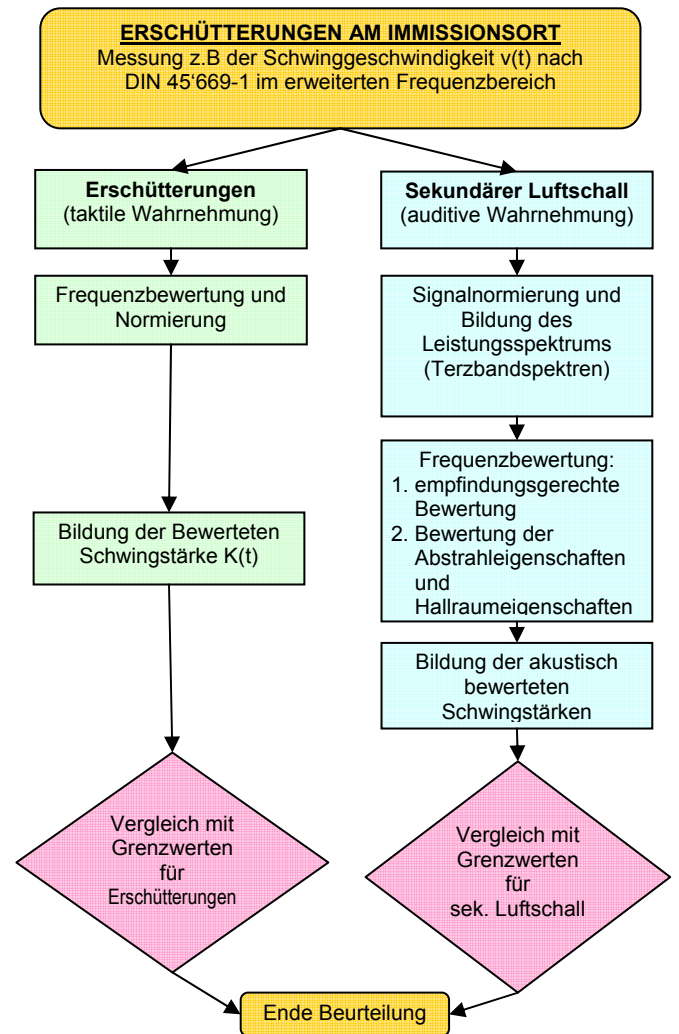 ERSCHÜTTERUNGEN AM IMMISSIONSORT
Messung z.B der Schwinggeschwindigkeit v(t) nach
DIN 45‘669-1 im erweiterten Frequenzbereich
Erschütterungen
(taktile Wahrnehmung)
Frequenzbewertung und
Normierung
Bildung der Bewerteten
Schwingstärke K(t)
Vergleich mit
Grenzwerten
für
Erschütterungen
Sekundärer Luftschall
(auditive Wahrnehmung)
Signalnormierung und
Bildung des
Leistungsspektrums
(Terzbandspektren)
Frequenzbewertung:
1. empfindungsgerechte
Bewertung
2. Bewertung der
Abstrahleigenschaften
und
Hallraumeigenschaften
Bildung der akustisch
bewerteten
Schwingstärken
Vergleich mit
Grenzwerten
für
sek. Luftschall
Ende Beurteilung